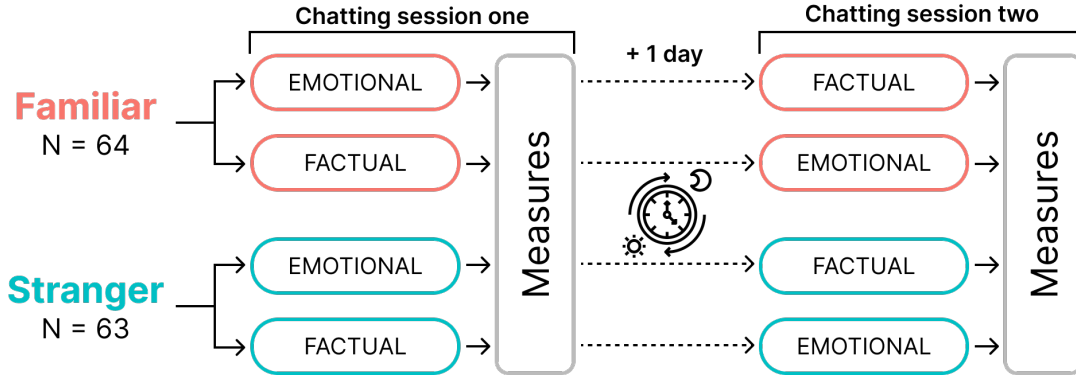 Chatting session one
Chatting session two
+ 1 day
Familiar
N = 64
EMOTIONAL
FACTUAL
FACTUAL
EMOTIONAL
Measures
Measures
Stranger
N = 63
EMOTIONAL
FACTUAL
FACTUAL
EMOTIONAL